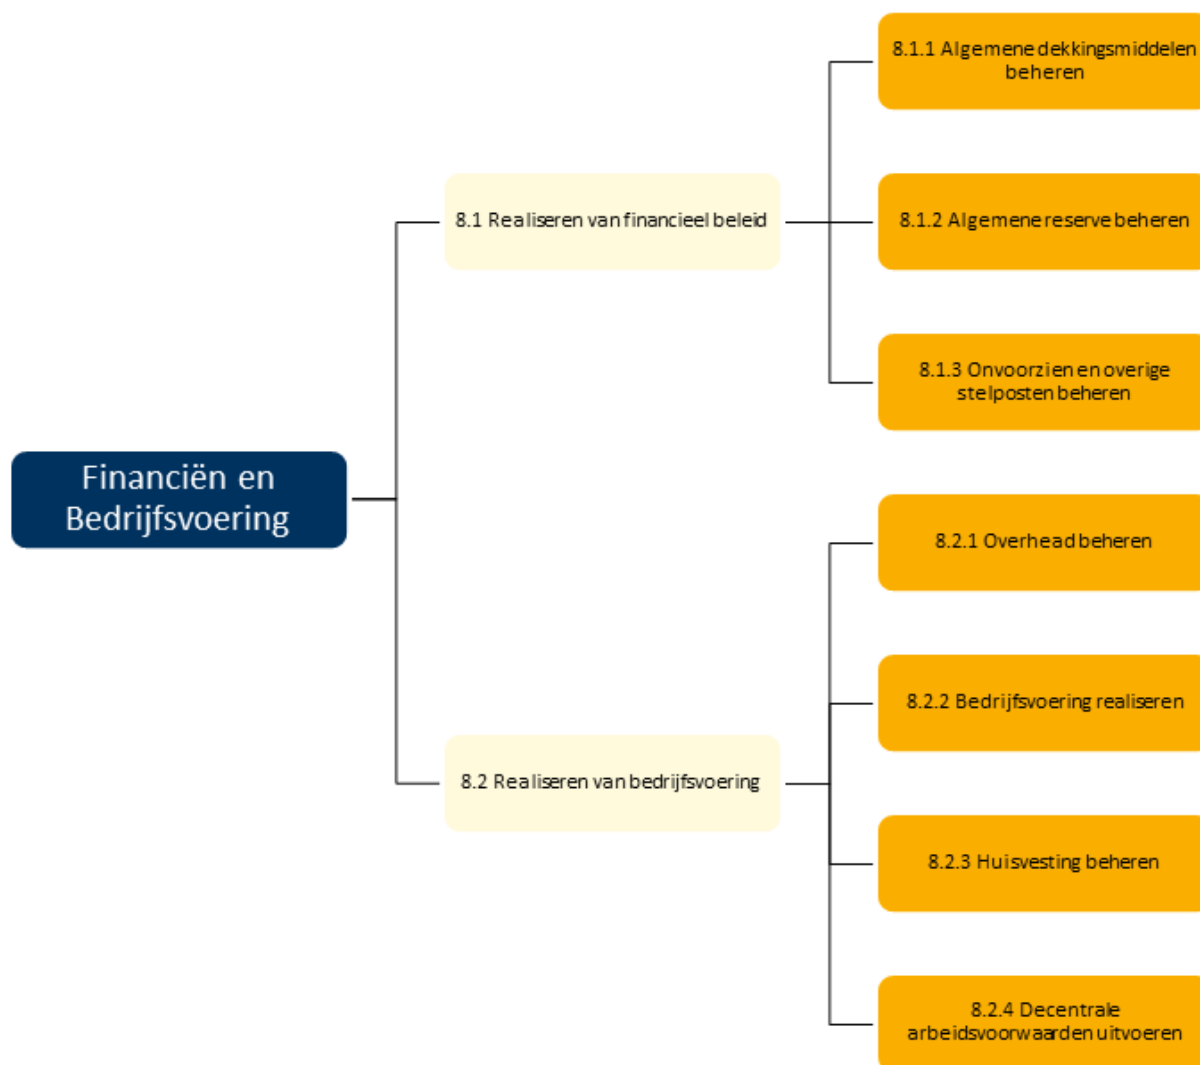 8.1.1 Algemene dekkingsmiddelen
beheren
8.1 Realiseren van financieel beleid
8.1.2 Algemene reserve beheren
8.1.3 Onvoorzien en overige
stelposten beheren
Financiën en
Bedrijfsvoering
8.2.1 Overhead beheren
8.2.2 Bedrijfsvoering realiseren
8.2 Realiseren van bedrijfsvoering
8.2.3 Huisvesting beheren
8.2.4 Decentrale
arbeidsvoorwaarden uitvoeren